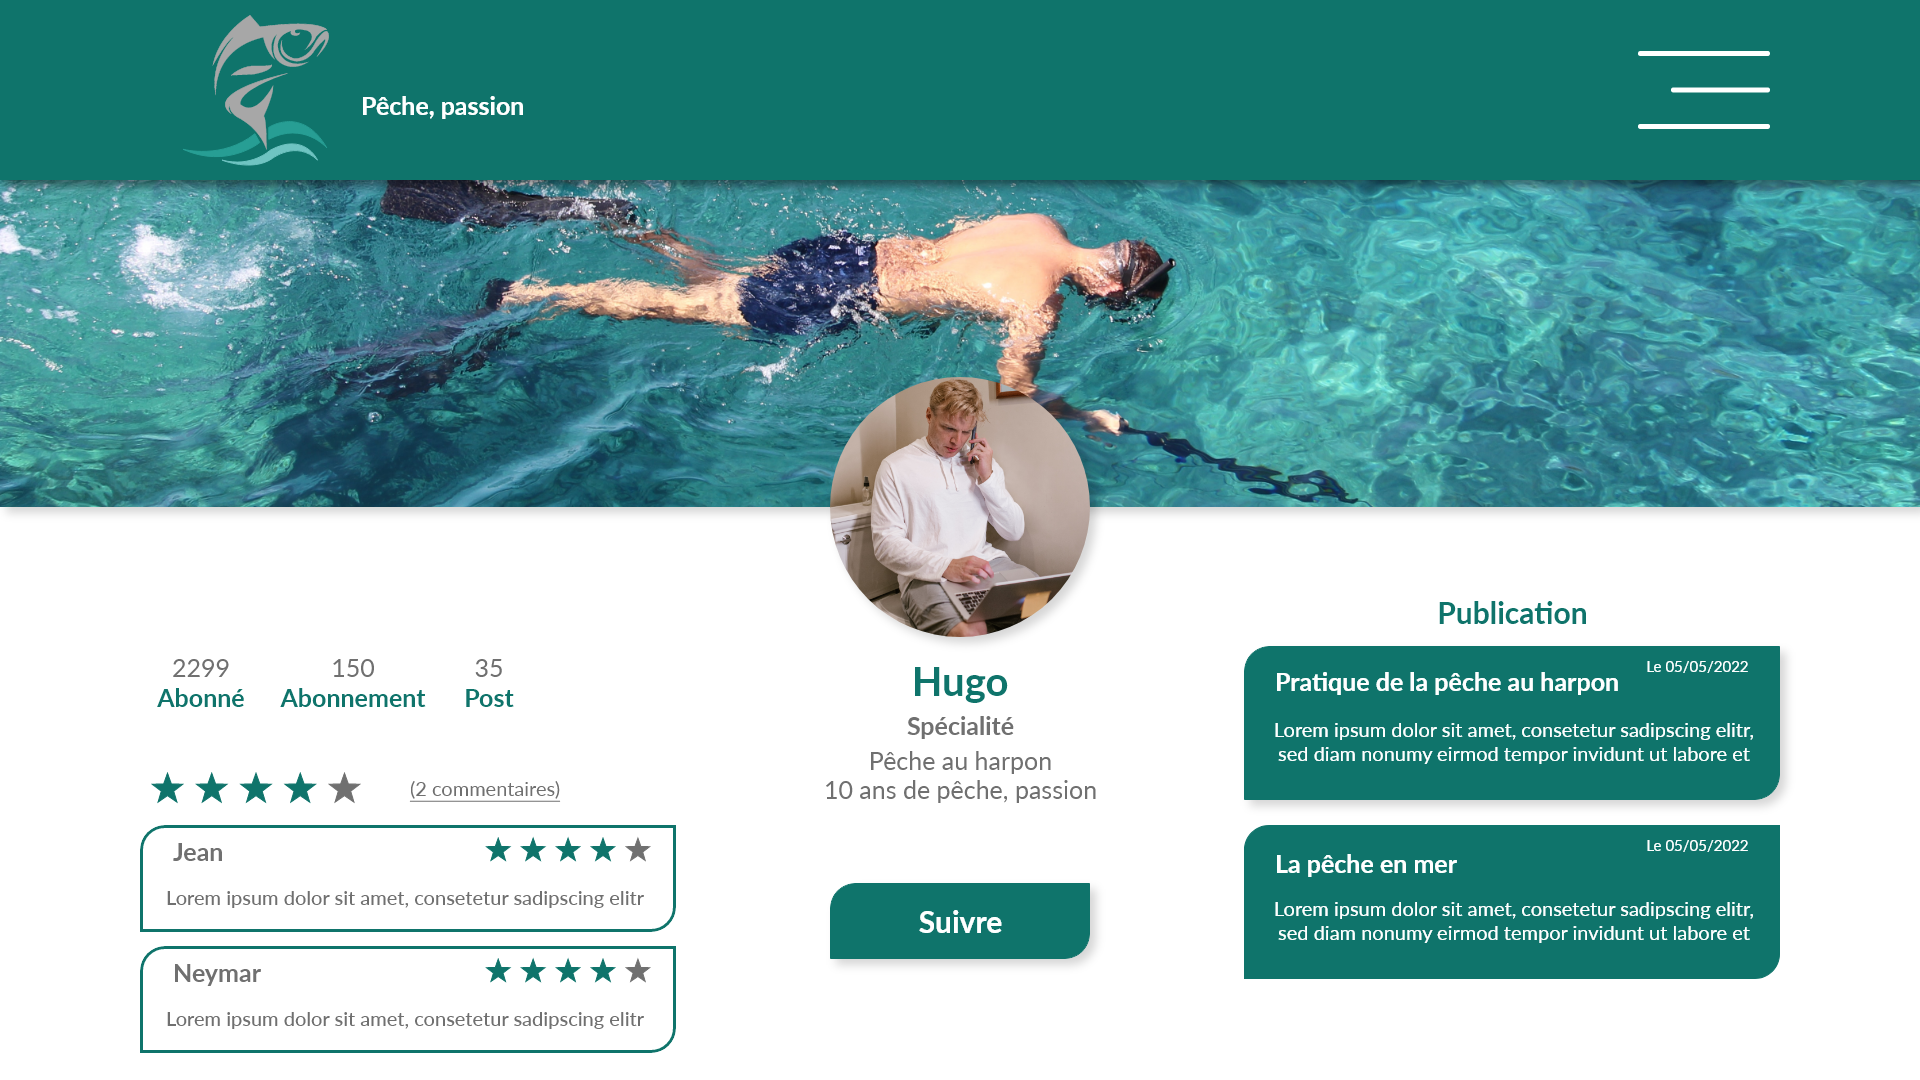 Pêche, passion
2299
Abonné
150
Abonnement
35
Post
(2 commentaires)
Jean
Lorem ipsum dolor sit amet, consetetur sadipscing elitr
Neymar
Lorem ipsum dolor sit amet, consetetur sadipscing elitr
Hugo
Spécialité
Pêche au harpon
10 ans de pêche, passion
Suivre
Publication
Le 05/05/2022
Pratique de la pêche au harpon
Lorem ipsum dolor sit amet, consetetur sadipscing elitr,
sed diam nonumy eirmod tempor invidunt ut labore et
Le 05/05/2022
La pêche en mer
Lorem ipsum dolor sit amet, consetetur sadipscing elitr,
sed diam nonumy eirmod tempor invidunt ut labore et